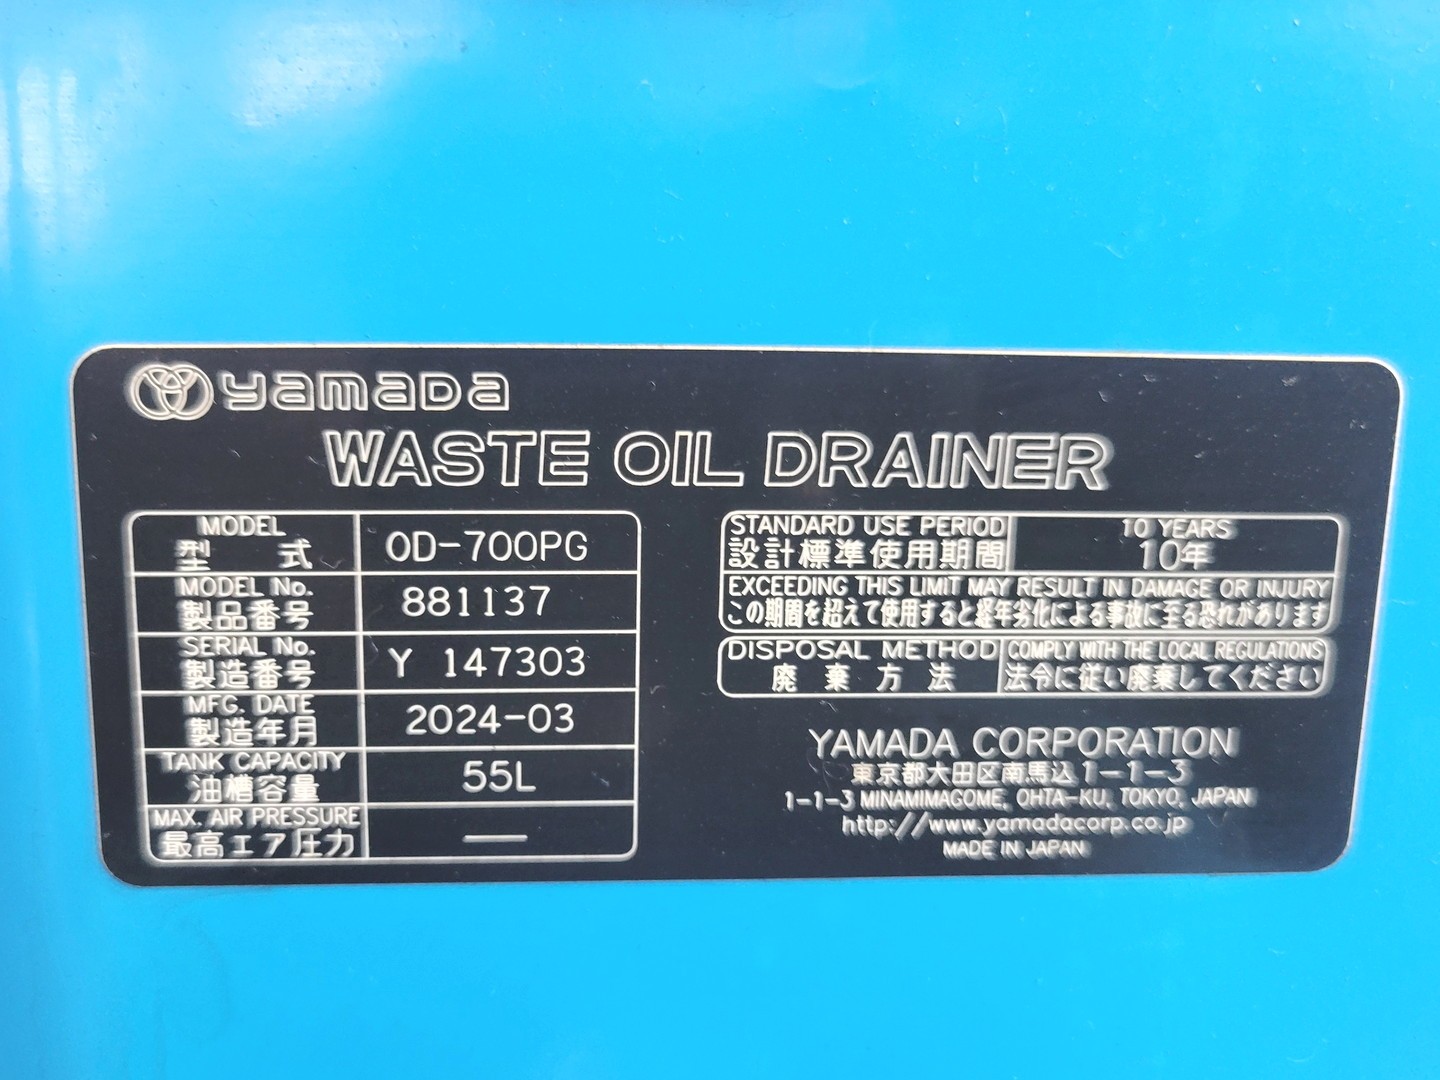 yamada
WASTE OIL DRAINER
MODEL
型式
OD-700PG
MODEL No.
製品番号
881137
SERIAL No.
製造番号
Y 147303
MFG. DATE
製造年月
2024-03
TANK CAPACITY
油槽容量
55L
MAX. AIR PRESSURE
最高エア圧力
—
STANDARD USE PERIOD
設計標準使用期間
10 YEARS
10年
EXCEEDING THIS LIMIT MAY RESULT IN DAMAGE OR INJURY
この期間を超えて使用すると経年劣化による事故に至る恐れがあります
DISPOSAL METHOD
廃棄方法
COMPLY WITH THE LOCAL REGULATIONS
法令に従い廃棄してください
YAMADA CORPORATION
東京都大田区南馬込1-1-3
1-1-3 MINAMIMAGOME, OHTA-KU, TOKYO, JAPAN
http://www.yamadacorp.co.jp
MADE IN JAPAN